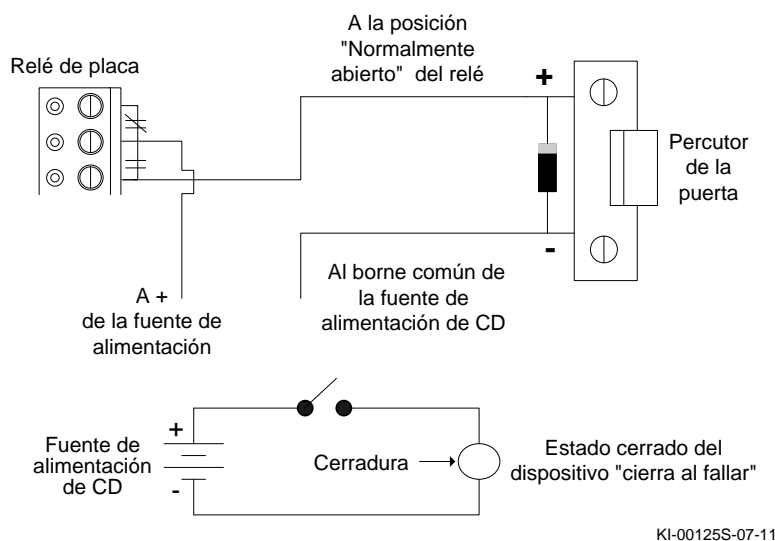 A la posición
"Normalmente
abierto" del relé
Relé de placa
+
Percutor
de la
puerta
-
A +
de la fuente de
alimentación
Al borne común de
la fuente de
alimentación de CD
+
Fuente de
alimentación
de CD
-
Cerradura
Estado cerrado del
dispositivo "cierra al fallar"
KI-00125S-07-11